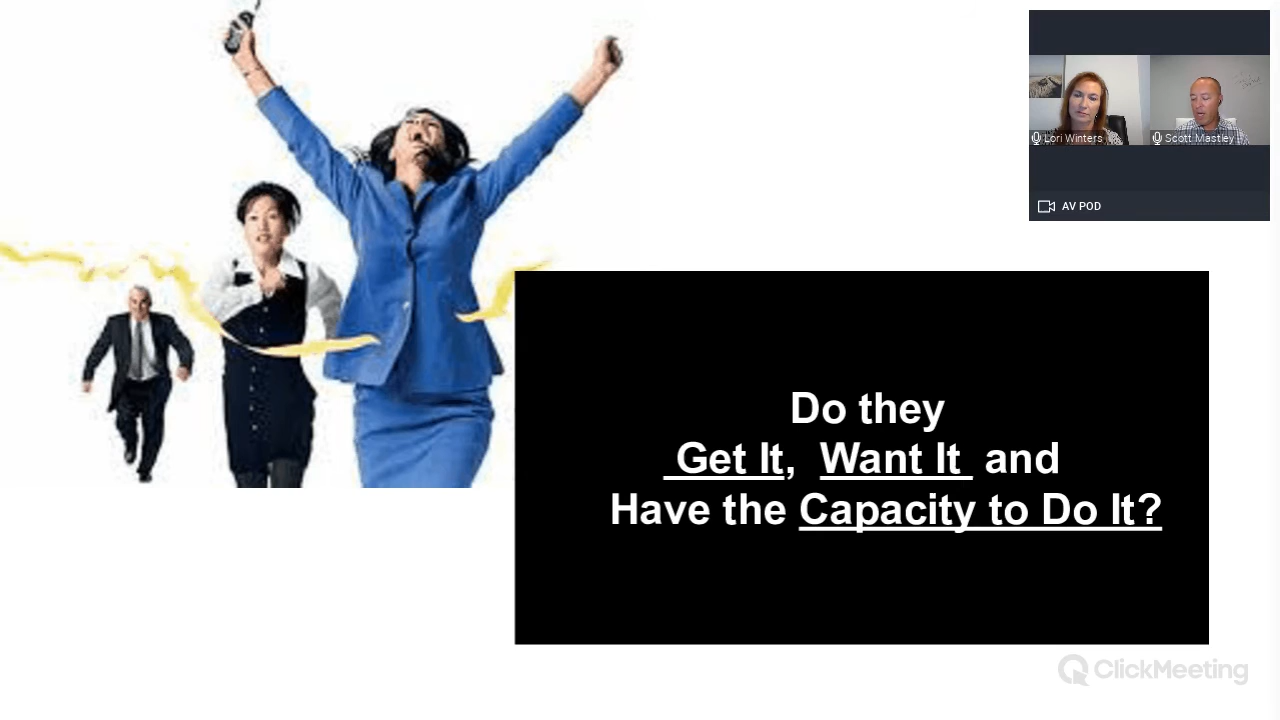 Lori Winters
Scott Mastley
AV POD
Do they
Get It, Want It and
Have the Capacity to Do It?
ClickMeeting